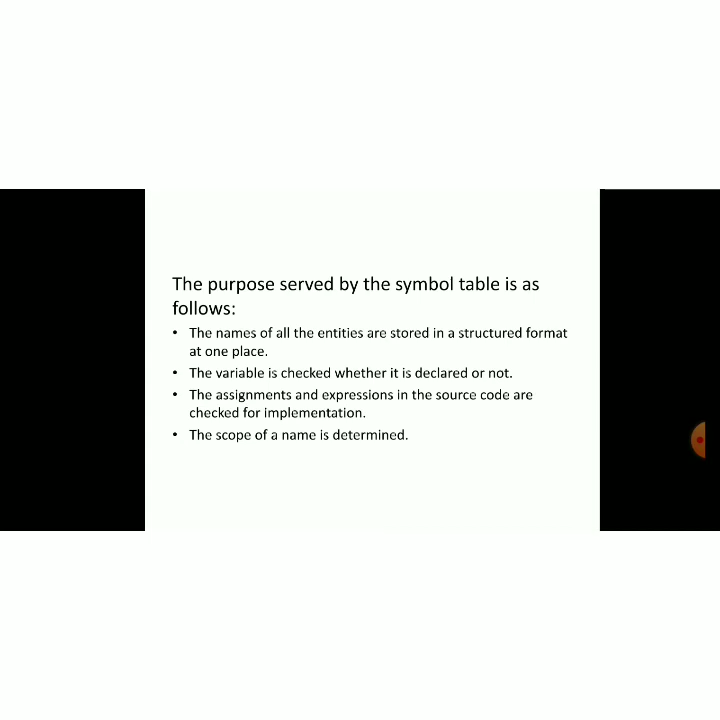 The purpose served by the symbol table is as
follows:
• The names of all the entities are stored in a structured format
at one place.
• The variable is checked whether it is declared or not.
• The assignments and expressions in the source code are
checked for implementation.
• The scope of a name is determined.